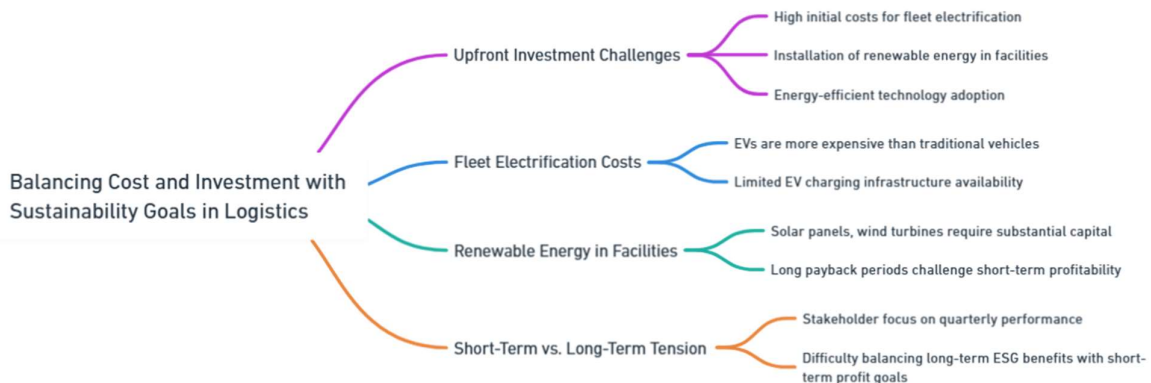 Balancing Cost and Investment with
Sustainability Goals in Logistics
Upfront Investment Challenges
High initial costs for fleet electrification
Installation of renewable energy in facilities
Energy-efficient technology adoption
Fleet Electrification Costs
EVs are more expensive than traditional vehicles
Limited EV charging infrastructure availability
Renewable Energy in Facilities
Solar panels, wind turbines require substantial capital
Long payback periods challenge short-term profitability
Short-Term vs. Long-Term Tension
Stakeholder focus on quarterly performance
Difficulty balancing long-term ESG benefits with short-
term profit goals